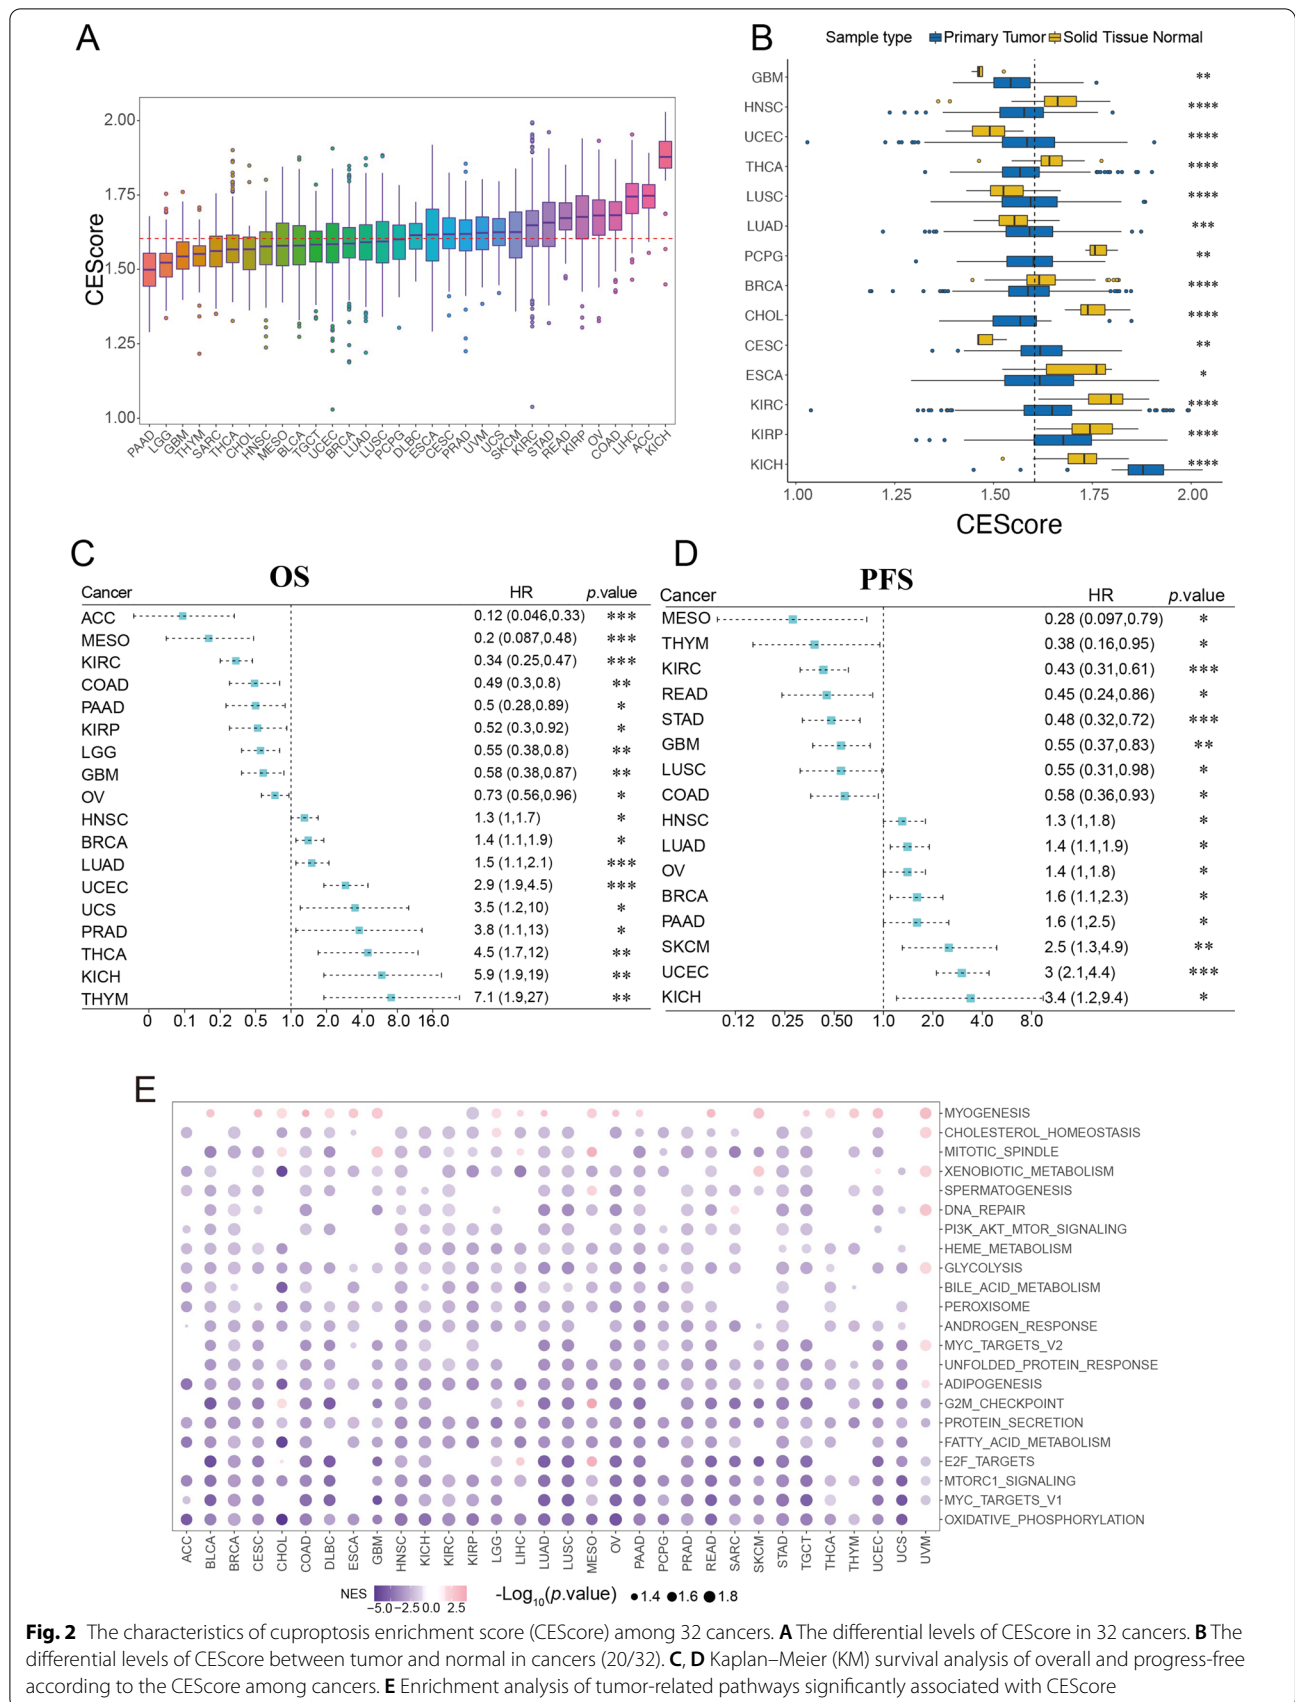 A
CEScore
2.00
1.75
1.50
1.25
1.00
PAAD
LGG
GBM
THYM
SARC
THCA
CHOL
HNSC
MESO
BLCA
TGCT
UCEC
BRCA
LUAD
LUSC
PCPG
DLBC
ESCA
CESC
PRAD
UVM
UCS
SKCM
KIRC
STAD
READ
KIRP
OV
COAD
LIHC
ACC
KICH
B
Sample type Primary Tumor Solid Tissue Normal
GBM **
HNSC ****
UCEC ****
THCA ****
LUSC ****
LUAD ***
PCPG **
BRCA ****
CHOL ****
CESC **
ESCA *
KIRC ****
KIRP ****
KICH ****
1.00 1.25 1.50 1.75 2.00
CEScore
C
OS
Cancer HR p.value
ACC 0.12 (0.046,0.33) ***
MESO 0.2 (0.087,0.48) ***
KIRC 0.34 (0.25,0.47) ***
COAD 0.49 (0.3,0.8) **
PAAD 0.5 (0.28,0.89) *
KIRP 0.52 (0.3,0.92) *
LGG 0.55 (0.38,0.8) **
GBM 0.58 (0.38,0.87) **
OV 0.73 (0.56,0.96) *
HNSC 1.3 (1,1.7) *
BRCA 1.4 (1.1,1.9) *
LUAD 1.5 (1.1,2.1) ***
UCEC 2.9 (1.9,4.5) ***
UCS 3.5 (1.2,10) *
PRAD 3.8 (1.1,13) *
THCA 4.5 (1.7,12) **
KICH 5.9 (1.9,19) **
THYM 7.1 (1.9,27) **
0 0.1 0.2 0.5 1.0 2.0 4.0 8.0 16.0
D
PFS
Cancer HR p.value
MESO 0.28 (0.097,0.79) *
THYM 0.38 (0.16,0.95) *
KIRC 0.43 (0.31,0.61) ***
READ 0.45 (0.24,0.86) *
STAD 0.48 (0.32,0.72) ***
GBM 0.55 (0.37,0.83) **
LUSC 0.55 (0.31,0.98) *
COAD 0.58 (0.36,0.93) *
HNSC 1.3 (1,1.8) *
LUAD 1.4 (1.1,1.9) *
OV 1.4 (1,1.8) *
BRCA 1.6 (1.1,2.3) *
PAAD 1.6 (1,2.5) *
SKCM 2.5 (1.3,4.9) **
UCEC 3 (2.1,4.4) ***
KICH 3.4 (1.2,9.4) *
0.12 0.25 0.50 1.0 2.0 4.0 8.0
E
MYOGENESIS
CHOLESTEROL_HOMEOSTASIS
MITOTIC_SPINDLE
XENOBIOTIC_METABOLISM
SPERMATOGENESIS
DNA_REPAIR
PI3K_AKT_MTOR_SIGNALING
HEME_METABOLISM
GLYCOLYSIS
BILE_ACID_METABOLISM
PEROXISOME
ANDROGEN_RESPONSE
MYC_TARGETS_V2
UNFOLDED_PROTEIN_RESPONSE
ADIPOGENESIS
G2M_CHECKPOINT
PROTEIN_SECRETION
FATTY_ACID_METABOLISM
E2F_TARGETS
MTORC1_SIGNALING
MYC_TARGETS_V1
OXIDATIVE_PHOSPHORYLATION
ACC
BLCA
BRCA
CESC
CHOL
COAD
DLBC
ESCA
GBM
HNSC
KICH
KIRC
KIRP
LGG
LIHC
LUAD
LUSC
MESO
OV
PAAD
PCPG
PRAD
READ
SARC
SKCM
STAD
TGCT
THCA
THYM
UCEC
UCS
UVM
NES
−5.0 −2.5 0.0 2.5
-Log10(p.value) 1.4 1.6 1.8
Fig. 2 The characteristics of cuproptosis enrichment score (CEScore) among 32 cancers. A The differential levels of CEScore in 32 cancers. B The
differential levels of CEScore between tumor and normal in cancers (20/32). C, D Kaplan–Meier (KM) survival analysis of overall and progress-free
according to the CEScore among cancers. E Enrichment analysis of tumor-related pathways significantly associated with CEScore